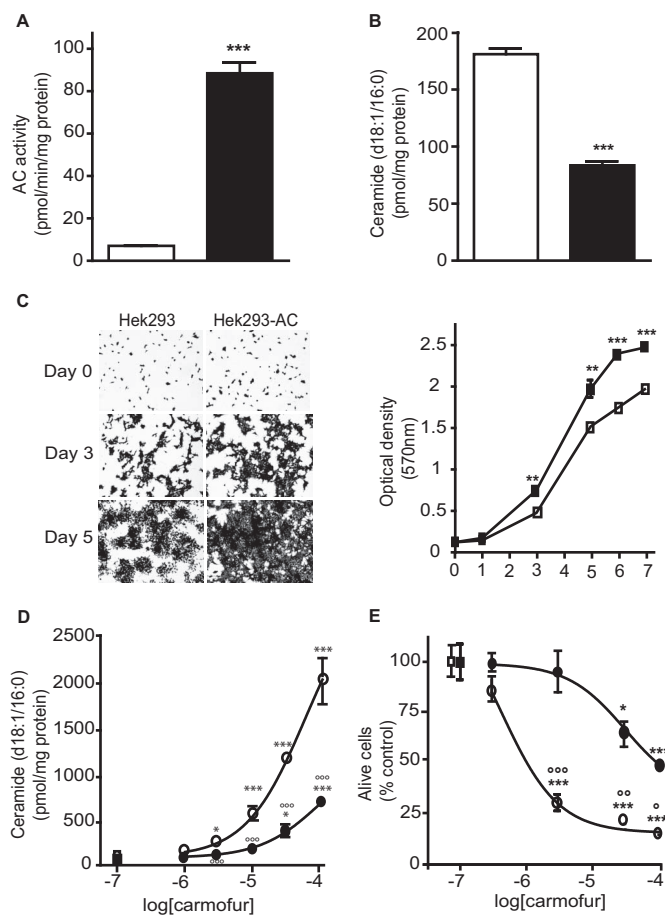 A
AC activity
(pmol/min/mg protein)
100
80
60
40
20
0
***
B
Ceramide (d18:1/16:0)
(pmol/mg protein)
200
150
100
50
0
***
C
Hek293
Hek293-AC
Day 0
Day 3
Day 5
Optical density
(570nm)
2.5
2
1.5
1
0.5
0
**
**
***
***
0 1 2 3 4 5 6 7
D
Ceramide (d18:1/16:0)
(pmol/mg protein)
2500
2000
1500
1000
500
0
*
***
***
***
°°°
°°°
°°°
*
°°°
***
-7 -6 -5 -4
log[carmofur]
E
Alive cells
(% control)
100
75
50
25
0
*
***
°°°
***
°°
***
°
***
-7 -6 -5 -4
log[carmofur]